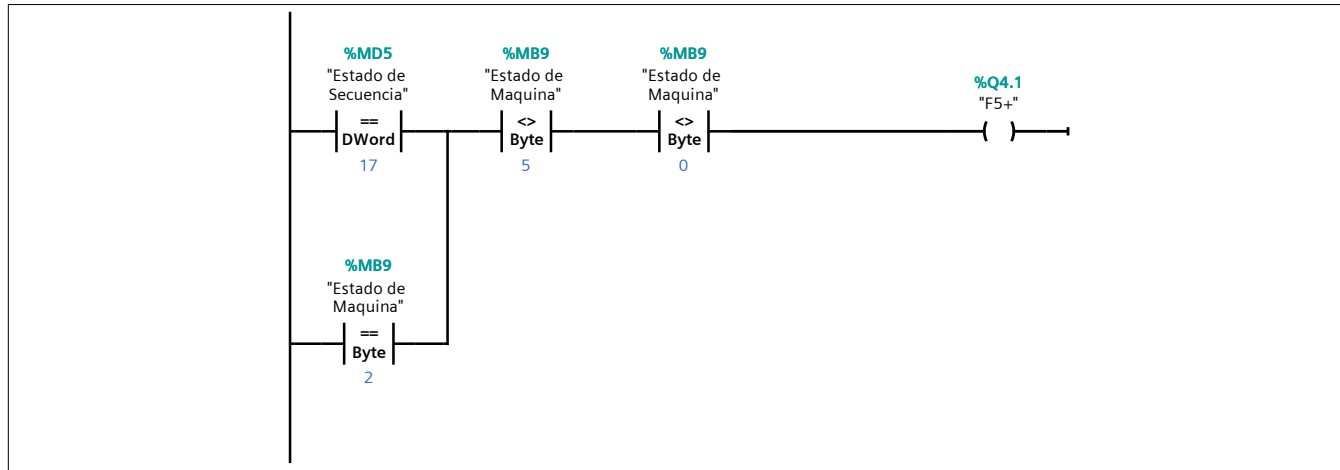 %MD5
"Estado de
Secuencia"
==
DWord
17
%MB9
"Estado de
Maquina"
<>
Byte
5
%MB9
"Estado de
Maquina"
<>
Byte
0
%Q4.1
"F5+"
%MB9
"Estado de
Maquina"
==
Byte
2